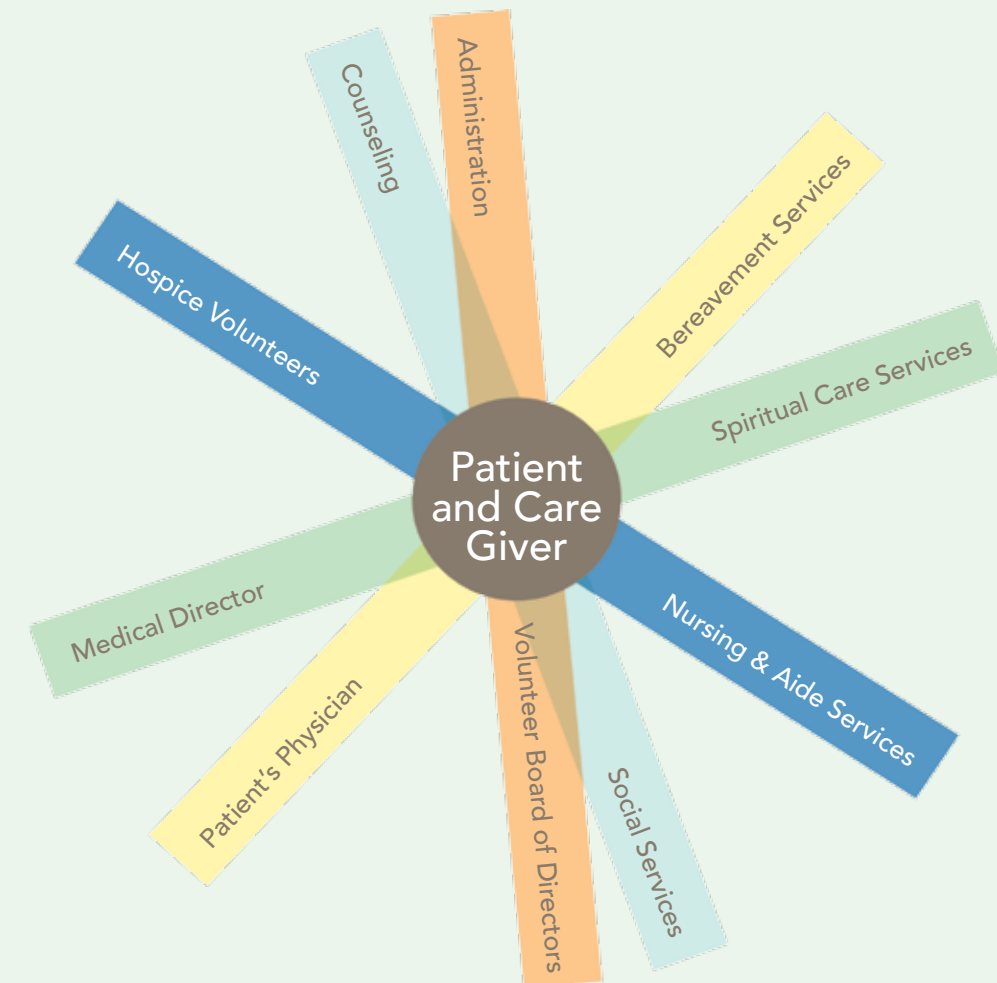 Counseling
Administration
Bereavement Services
Hospice Volunteers
Spiritual Care Services
Patient
and Care
Giver
Medical Director
Nursing & Aide Services
Patient’s Physician
Volunteer Board of Directors
Social Services